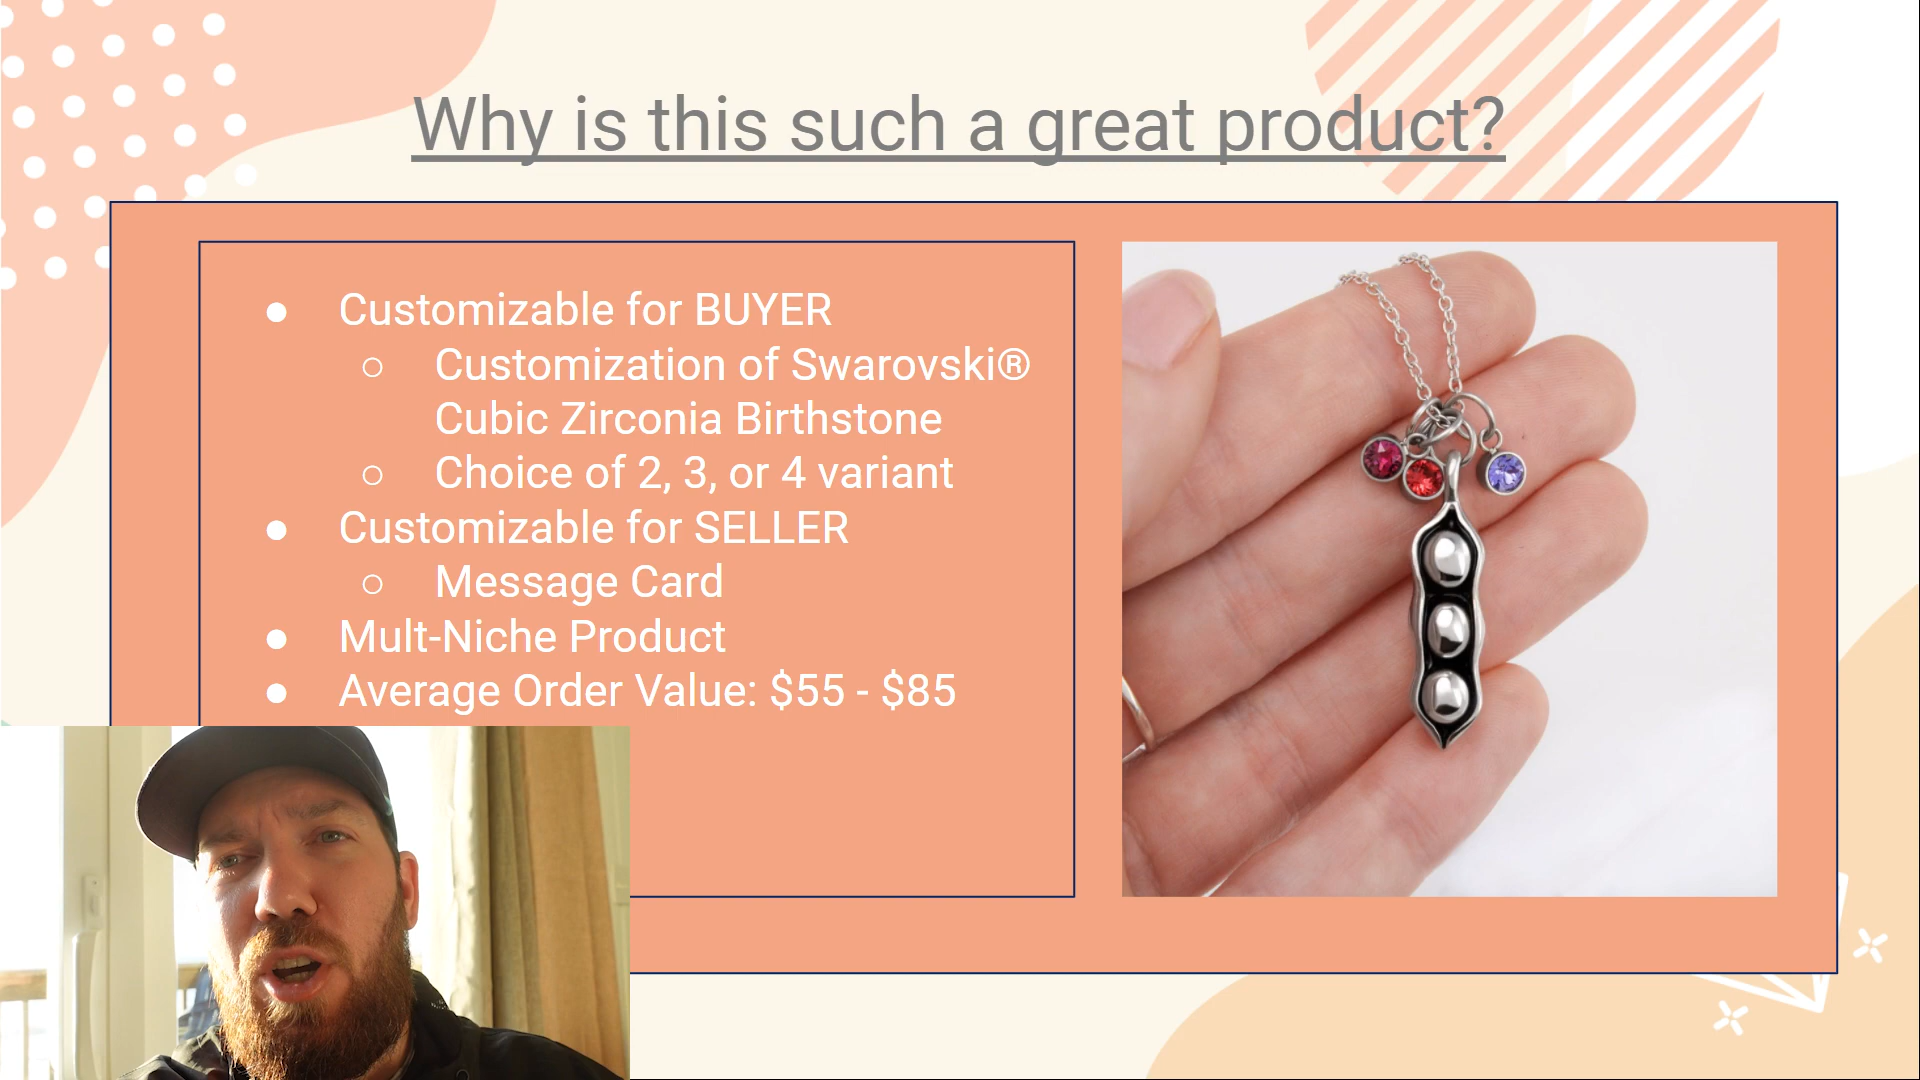 Why is this such a great product?
● Customizable for BUYER
○ Customization of Swarovski®
Cubic Zirconia Birthstone
○ Choice of 2, 3, or 4 variant
● Customizable for SELLER
○ Message Card
● Mult-Niche Product
● Average Order Value: $55 - $85